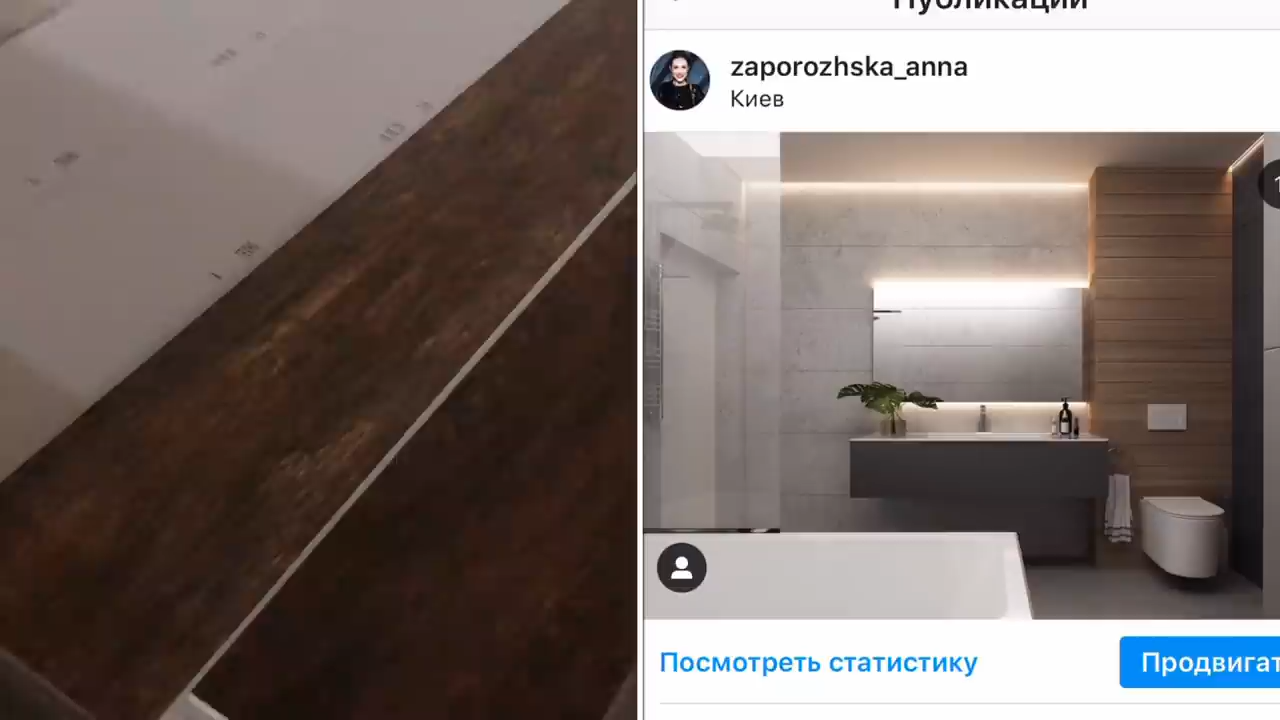 Публикации
zaporozhska_anna
Киев
Посмотреть статистику
Продвигат